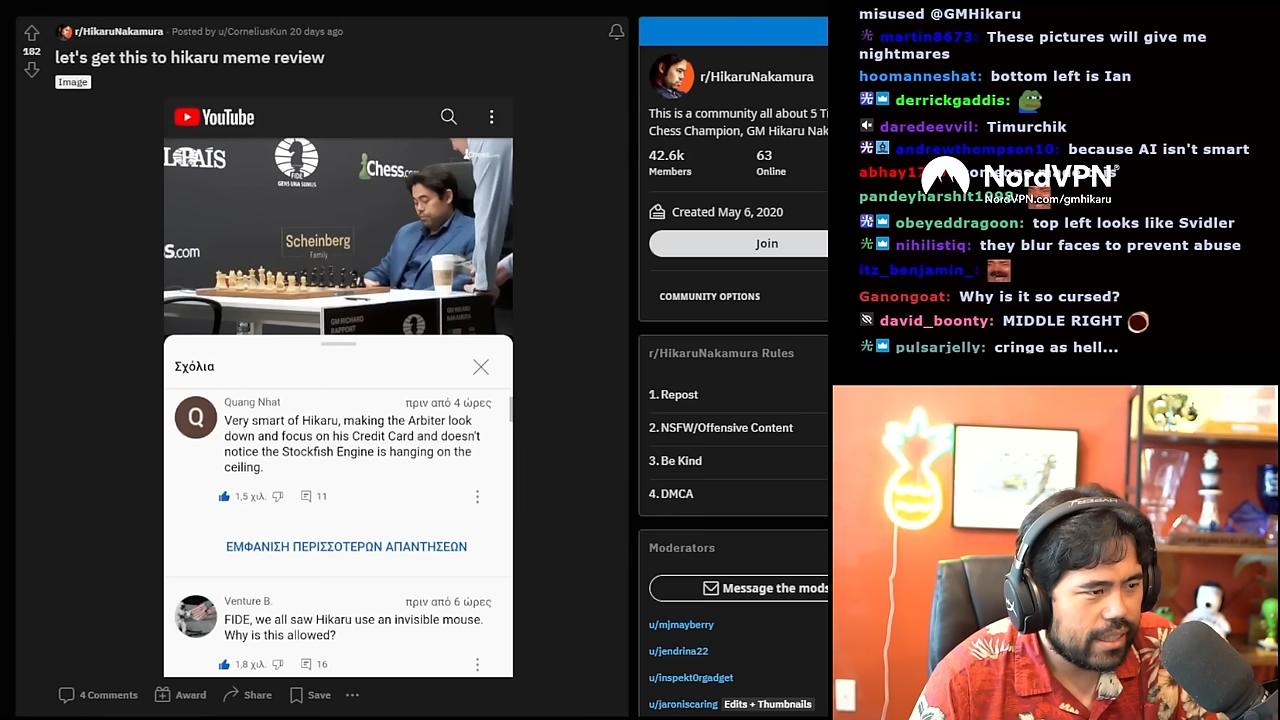 r/HikaruNakamura · Posted by u/CorneliusKun 20 days ago
182
let's get this to hikaru meme review
Image
YouTube
EL PAÍS
FIDE
GENS UNA SUMUS
Chess.com
Scheinberg
Family
s.com
GM RICHARD
RAPPORT
GM HIKARU
NAKAMURA
Σχόλια
Q
Quang Nhat
πριν από 4 ώρες
Very smart of Hikaru, making the Arbiter look
down and focus on his Credit Card and doesn't
notice the Stockfish Engine is hanging on the
ceiling.
1,5 χιλ.
11
ΕΜΦΑΝΙΣΗ ΠΕΡΙΣΣΟΤΕΡΩΝ ΑΠΑΝΤΗΣΕΩΝ
Venture B.
πριν από 6 ώρες
FIDE, we all saw Hikaru use an invisible mouse.
Why is this allowed?
1,8 χιλ.
16
4 Comments
Award
Share
Save
r/HikaruNakamura
This is a community all about 5 Ti
Chess Champion, GM Hikaru Nak
42.6k
63
Members
Online
Created May 6, 2020
Join
COMMUNITY OPTIONS
r/HikaruNakamura Rules
1. Repost
2. NSFW/Offensive Content
3. Be Kind
4. DMCA
Moderators
Message the mods
u/mjmayberry
u/jendrina22
u/inspekt0rgadget
u/jaroniscaring Edits + Thumbnails
misused @GMHikaru
martin8673: These pictures will give me
nightmares
hoomanneshat: bottom left is Ian
derrickgaddis:
daredeevvil: Timurchik
andrewthompson10: because AI isn't smart
NordVPN
NordVPN.com/gmhikaru
obeyeddragoon: top left looks like Svidler
nihilistiq: they blur faces to prevent abuse
itz_benjamin_:
Ganongoat: Why is it so cursed?
david_boonty: MIDDLE RIGHT
pulsarjelly: cringe as hell...